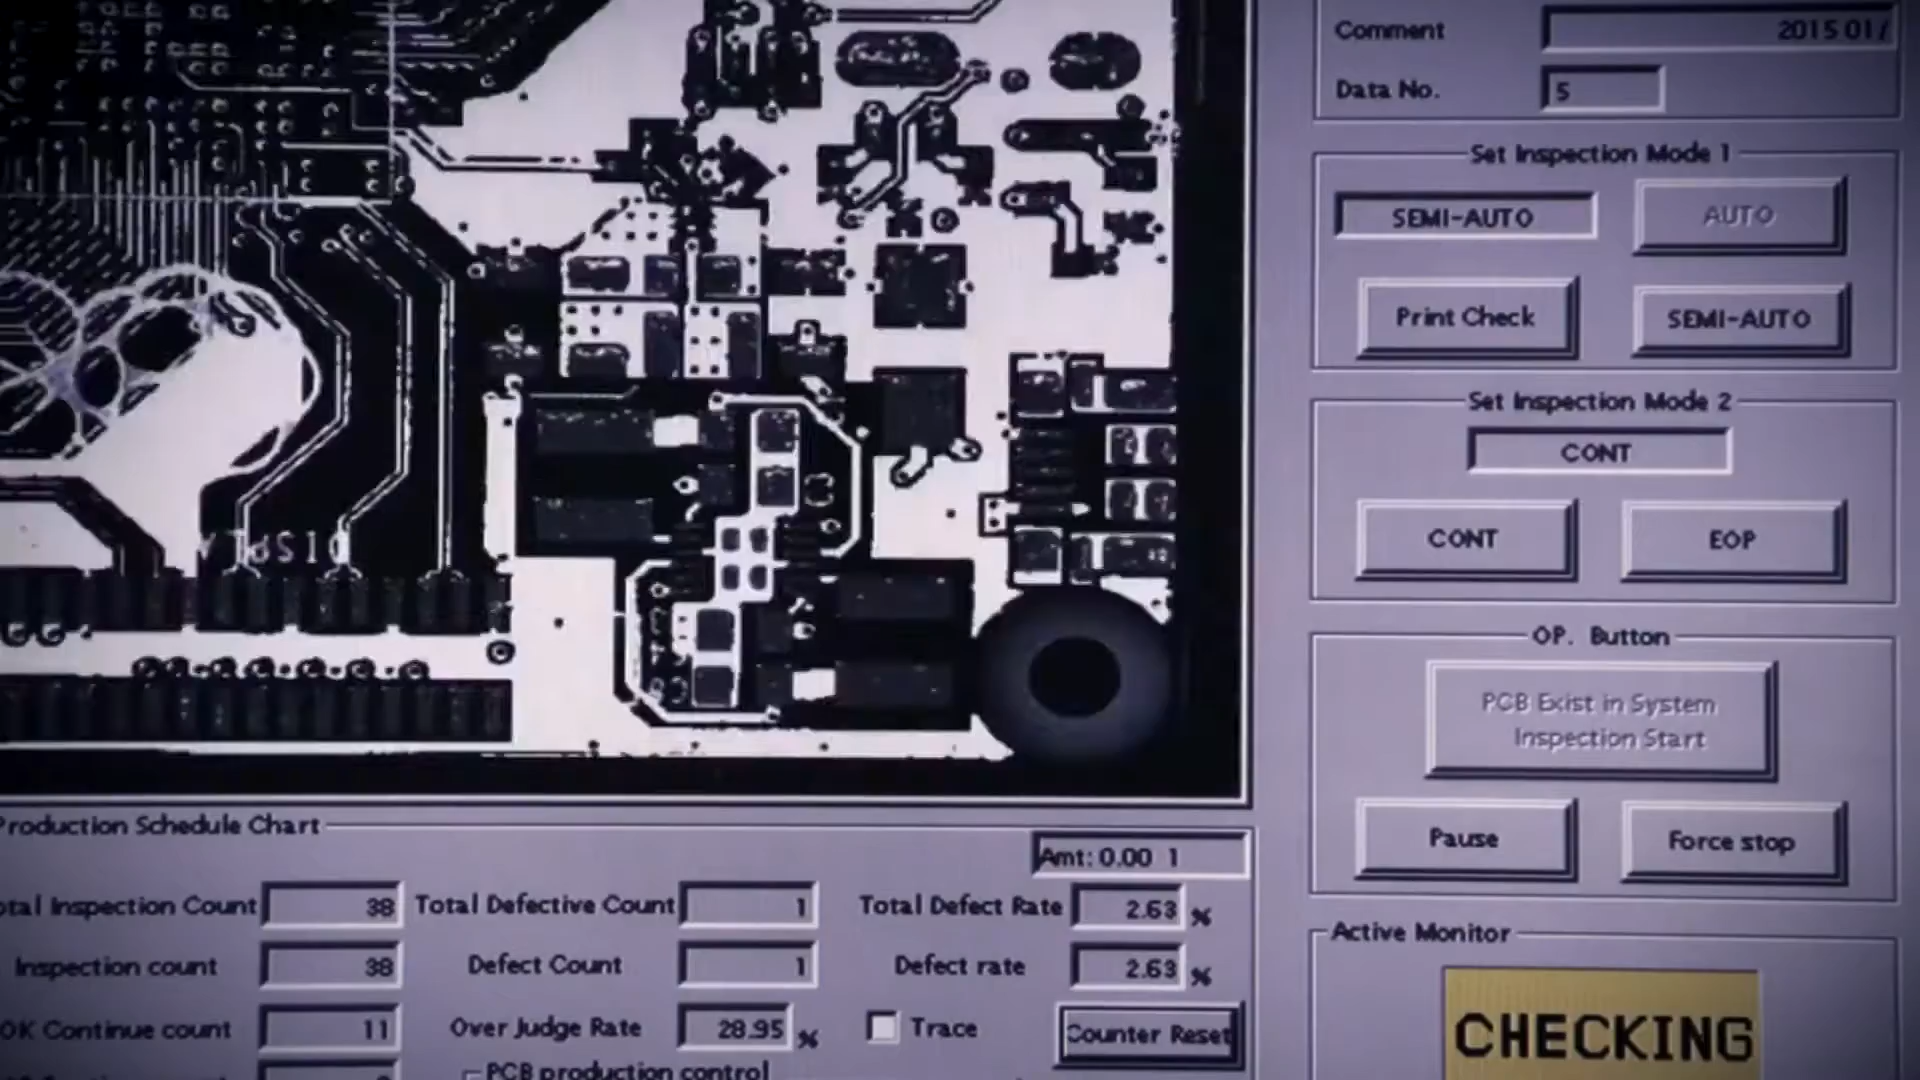 Comment 2015 01/
Data No. 5
Set Inspection Mode 1
SEMI-AUTO AUTO
Print Check SEMI-AUTO
Set Inspection Mode 2
CONT
CONT EOP
OP. Button
PCB Exist in System
Inspection Start
Pause Force stop
Active Monitor
CHECKING
Production Schedule Chart
Amt: 0.00 1
otal Inspection Count 38 Total Defective Count 1 Total Defect Rate 2.63 %
Inspection count 38 Defect Count 1 Defect rate 2.63 %
OK Continue count 11 Over Judge Rate 28.95 % Trace Counter Reset
PCB production control